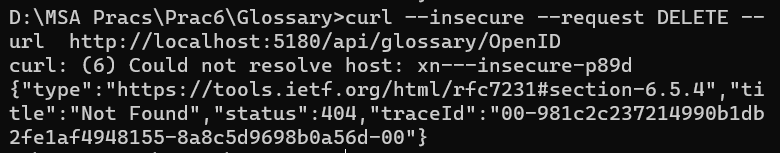 D:\MSA Pracs\Prac6\Glossary>curl –-insecure --request DELETE --
url  http://localhost:5180/api/glossary/OpenID
curl: (6) Could not resolve host: xn---insecure-p89d
{"type":"https://tools.ietf.org/html/rfc7231#section-6.5.4","ti
tle":"Not Found","status":404,"traceId":"00-981c2c237214990b1db
2fe1af4948155-8a8c5d9698b0a56d-00"}